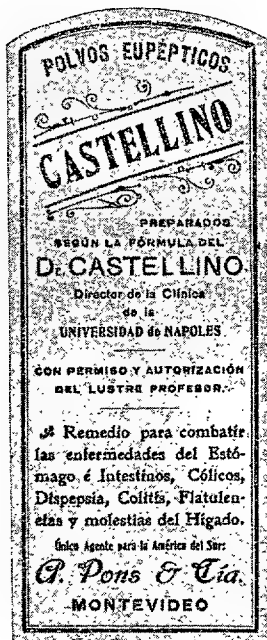 POLVOS EUPÉPTICOS
CASTELLINO
PREPARADOS
SEGÚN LA FÓRMULA DEL
Dr. CASTELLINO
Director de la Clínica
de la
UNIVERSIDAD de NAPOLES
CON PERMISO Y AUTORIZACIÓN
DEL LUSTRE PROFESOR.
Remedio para combatir
las enfermedades del Estó-
mago é Intestinos, Cólicos,
Dispepsia, Colitis, Flatulen-
cias y molestias del Hígado.
Único Agente para la América del Sur:
A. Pons & Cía.
MONTEVIDEO